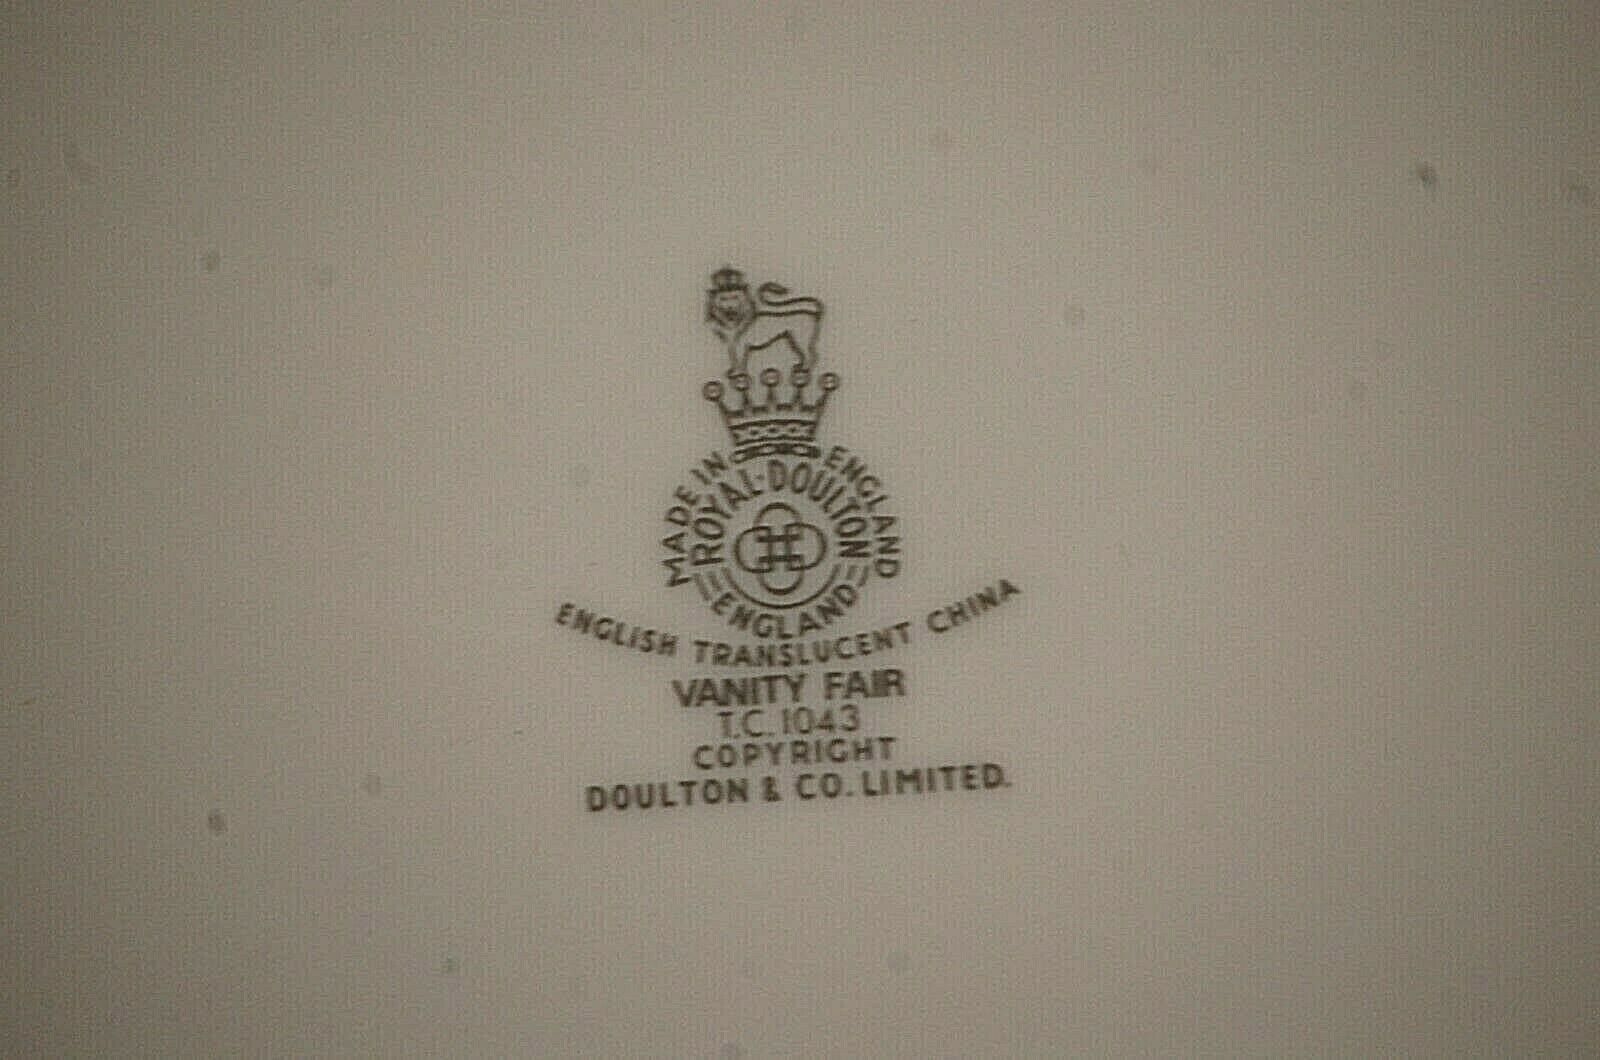 MADE IN ENGLAND
ROYAL·DOULTON
ENGLAND
ENGLISH TRANSLUCENT CHINA
VANITY FAIR
T.C.1043
COPYRIGHT
DOULTON & CO. LIMITED.